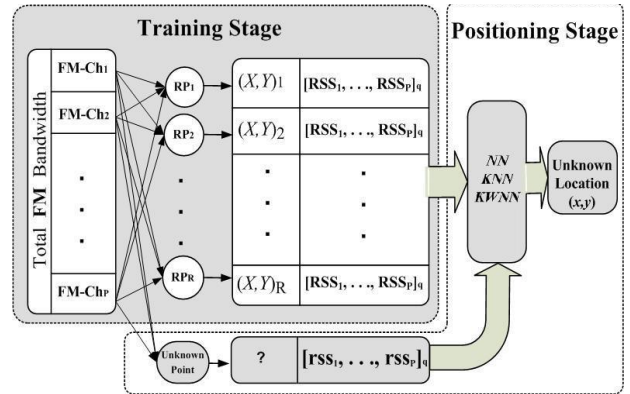 Training Stage
Positioning Stage
Total FM Bandwidth
FM-Ch1
FM-Ch2
FM-ChP
RP1
RP2
RPR
(X,Y)1
[RSS1, . . ., RSSP]q
(X,Y)2
[RSS1, . . ., RSSP]q
(X,Y)R
[RSS1, . . ., RSSP]q
NN
KNN
KWNN
Unknown
Location
(x,y)
Unknown
Point
?
[rss1, . . ., rssP]q